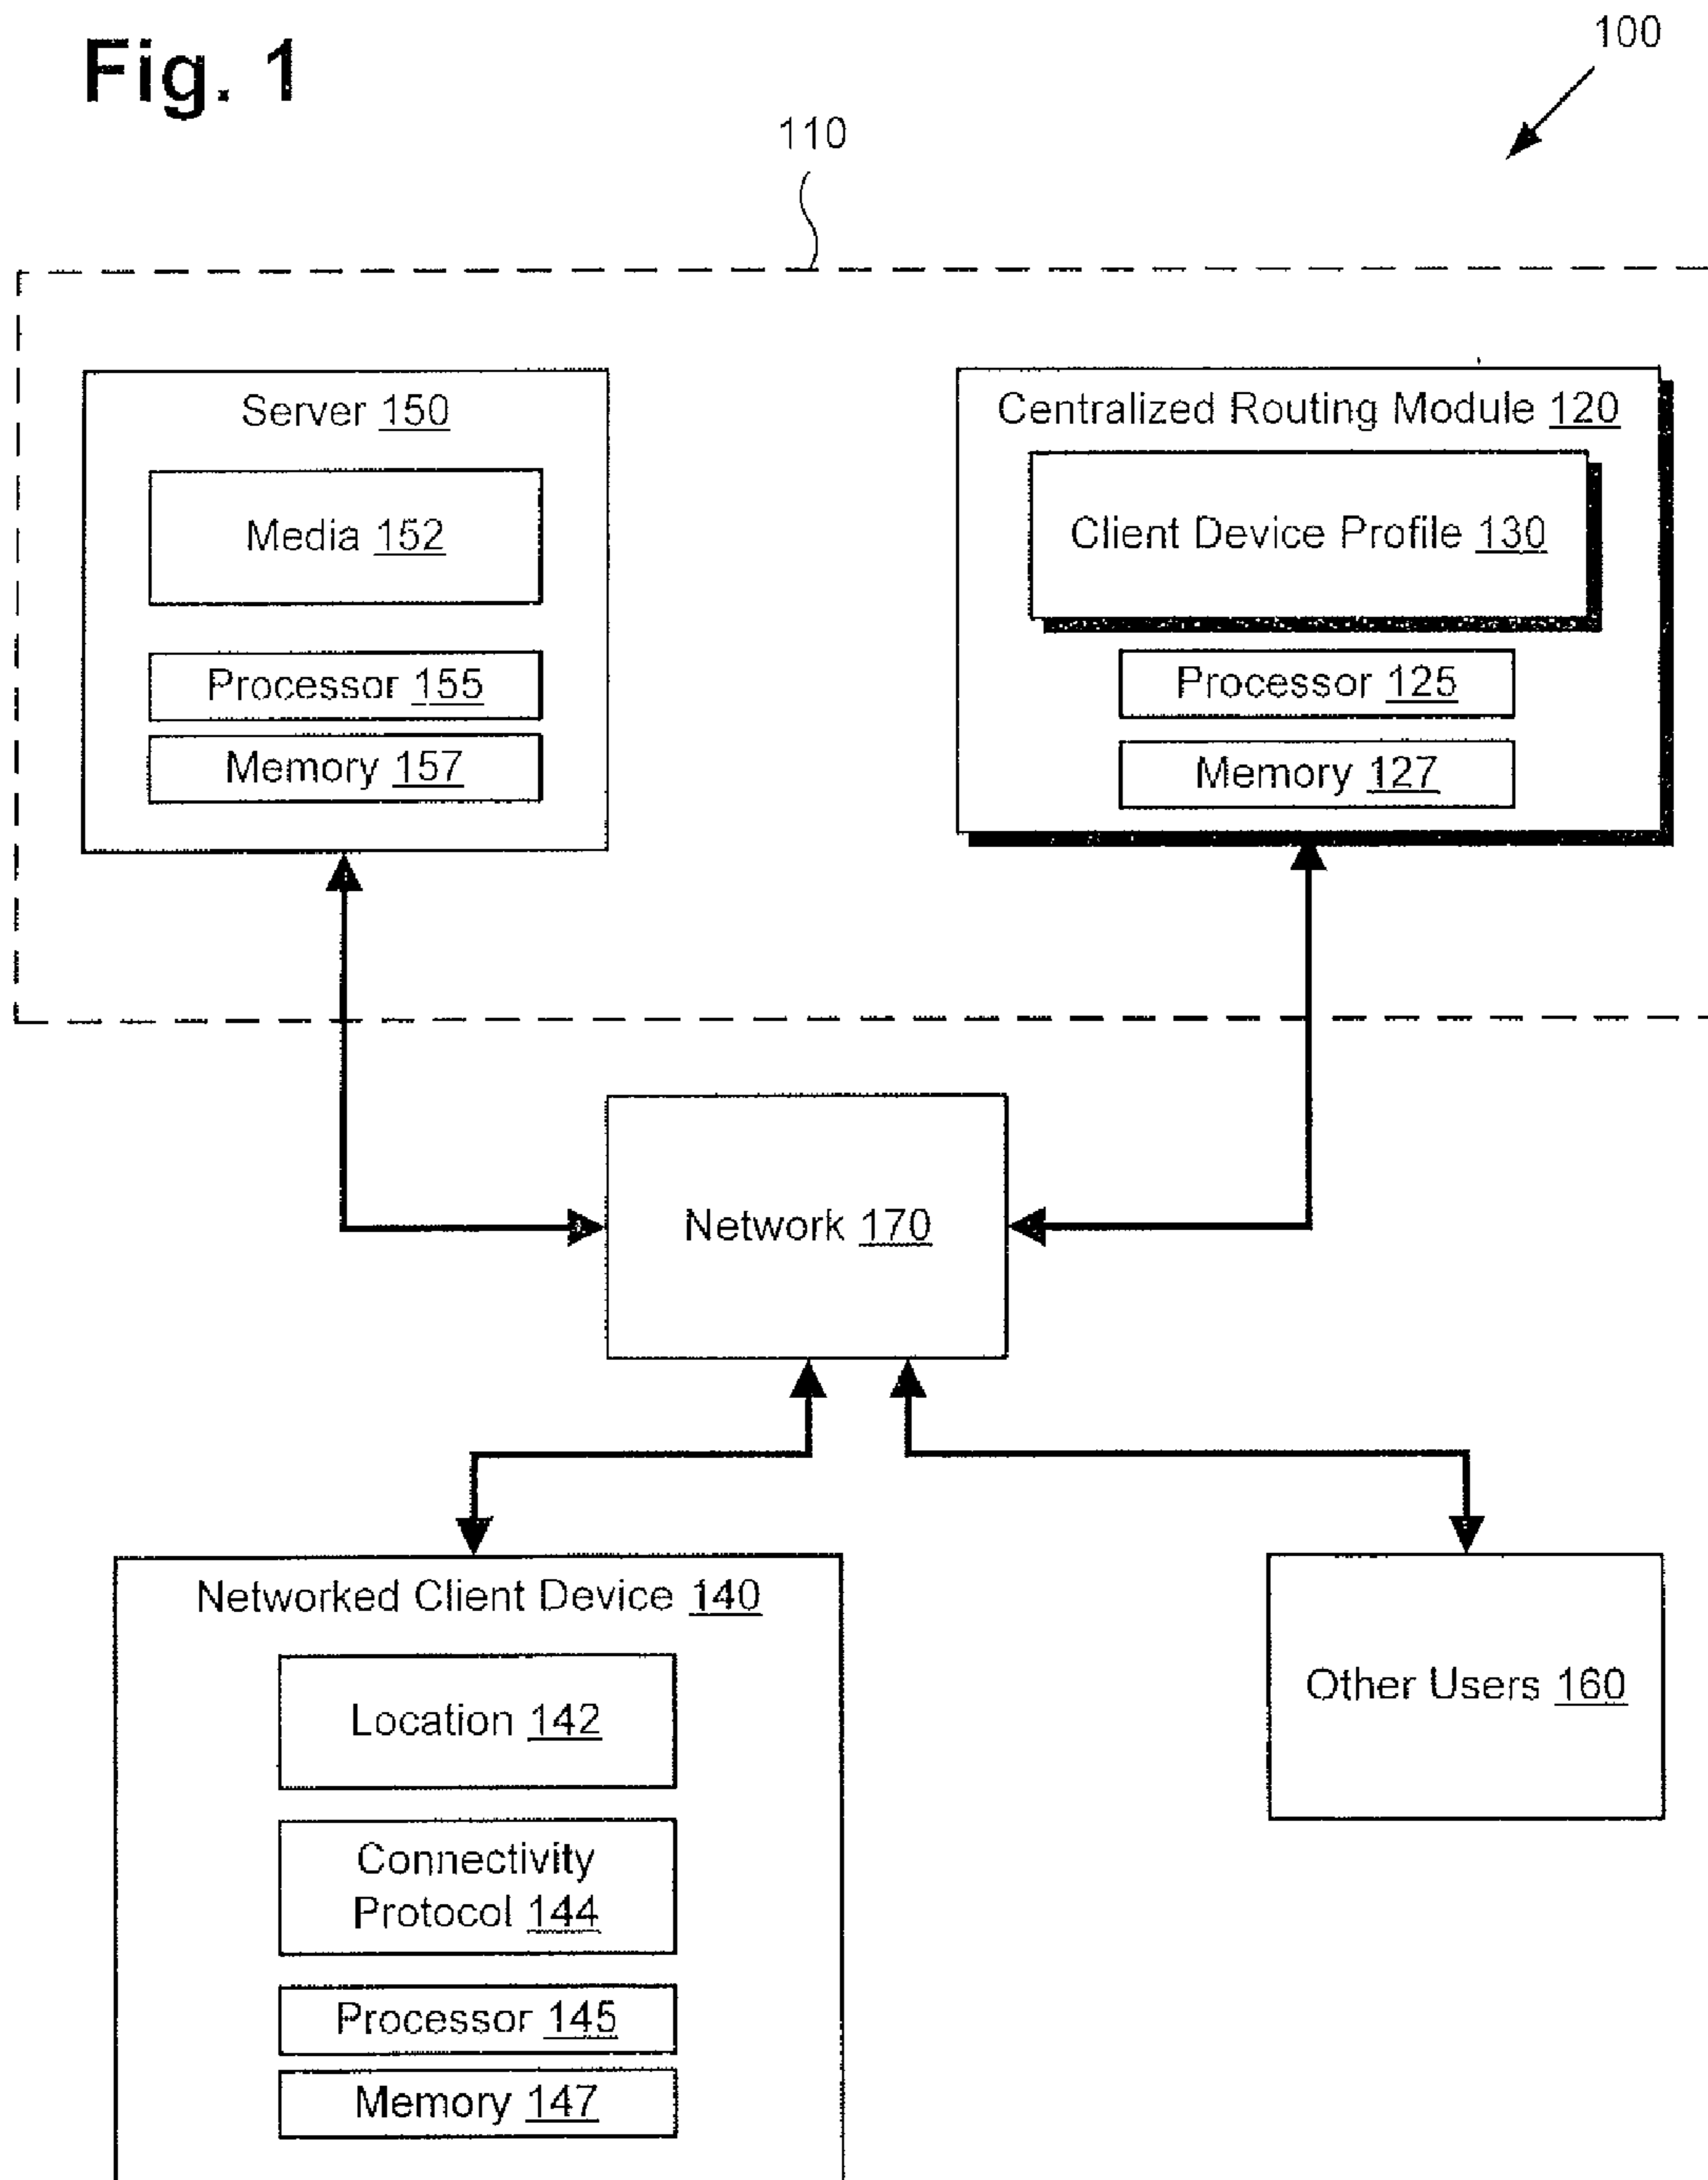 Fig. 1
100
110
Server 150
Media 152
Processor 155
Memory 157
Centralized Routing Module 120
Client Device Profile 130
Processor 125
Memory 127
Network 170
Networked Client Device 140
Location 142
Connectivity
Protocol 144
Processor 145
Memory 147
Other Users 160